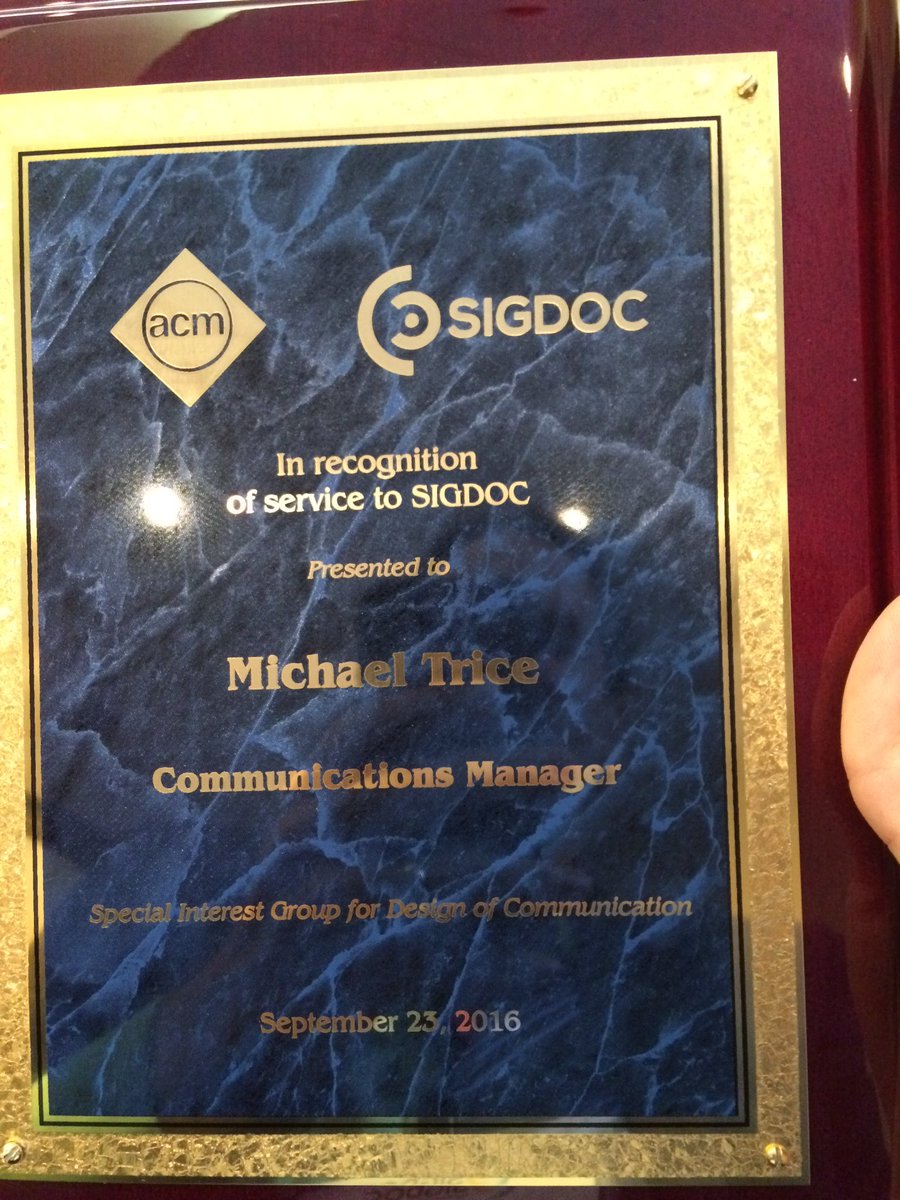 acm
SIGDOC
In recognition
of service to SIGDOC
Presented to
Michael Trice
Communications Manager
Special Interest Group for Design of Communication
September 23, 2016